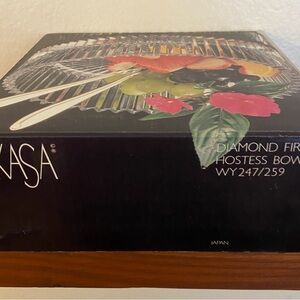 KASA®
DIAMOND FIR
HOSTESS BOW
WY247/259
JAPAN